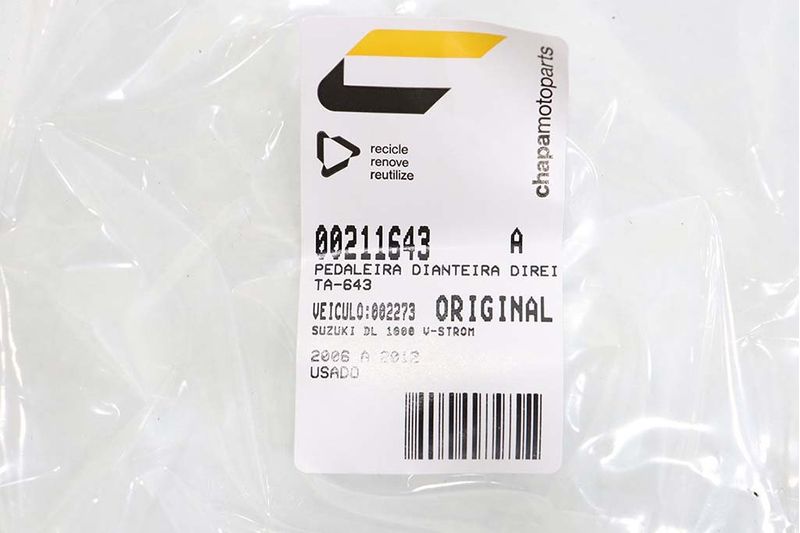 chapamotoparts
recicle
renove
reutilize
00211643 A
PEDALEIRA DIANTEIRA DIREI
TA-643
VEICULO:002273 ORIGINAL
SUZUKI DL 1000 V-STROM
2006 A 2012
USADO